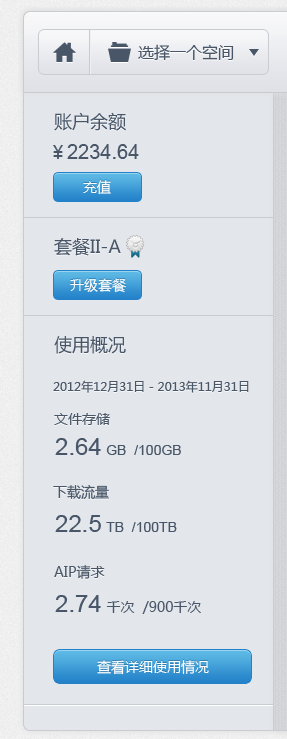 选择一个空间
账户余额
¥ 2234.64
充值
套餐II-A
升级套餐
使用概况
2012年12月31日 - 2013年11月31日
文件存储
2.64 GB /100GB
下载流量
22.5 TB /100TB
AIP请求
2.74 千次 /900千次
查看详细使用情况